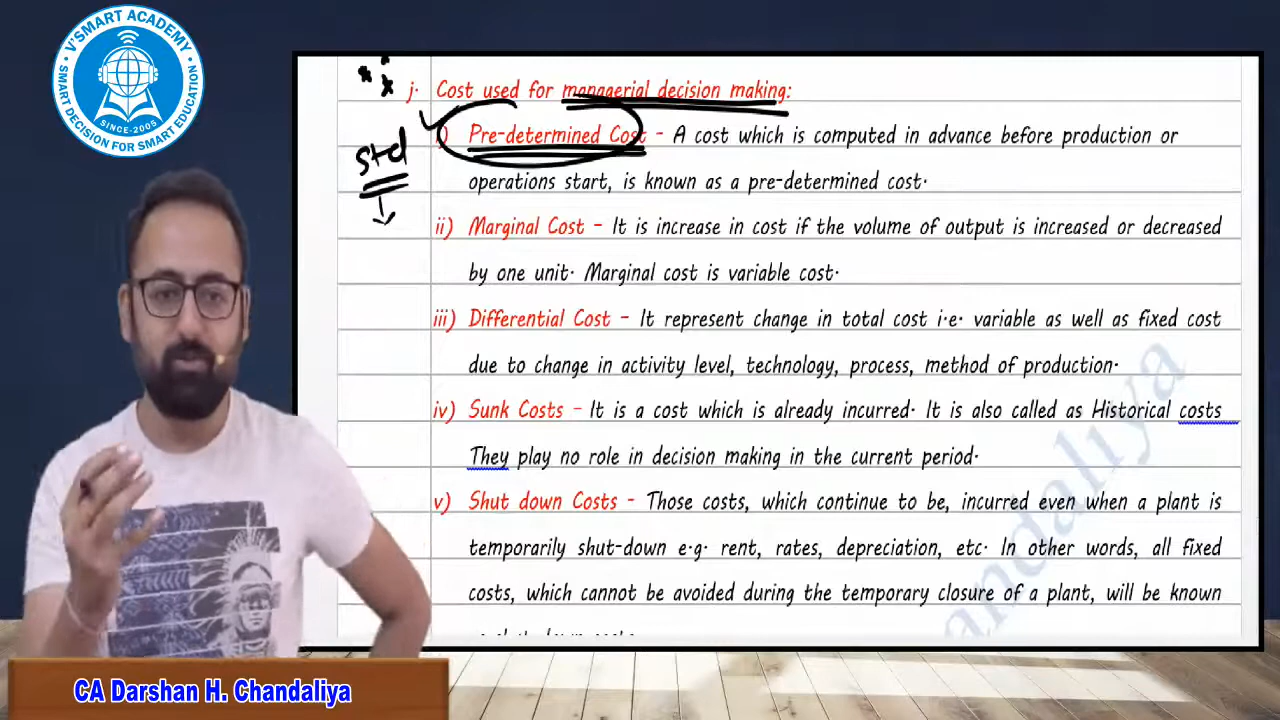 V'SMART ACADEMY
SINCE-2005
SMART DECISION FOR SMART EDUCATION
j. Cost used for managerial decision making:
i) Pre-determined Cost - A cost which is computed in advance before production or
operations start, is known as a pre-determined cost.
Std
ii) Marginal Cost - It is increase in cost if the volume of output is increased or decreased
by one unit. Marginal cost is variable cost.
iii) Differential Cost - It represent change in total cost i.e. variable as well as fixed cost
due to change in activity level, technology, process, method of production.
iv) Sunk Costs - It is a cost which is already incurred. It is also called as Historical costs
They play no role in decision making in the current period.
v) Shut down Costs - Those costs, which continue to be, incurred even when a plant is
temporarily shut-down e.g. rent, rates, depreciation, etc. In other words, all fixed
costs, which cannot be avoided during the temporary closure of a plant, will be known
andaliya
CA Darshan H. Chandaliya